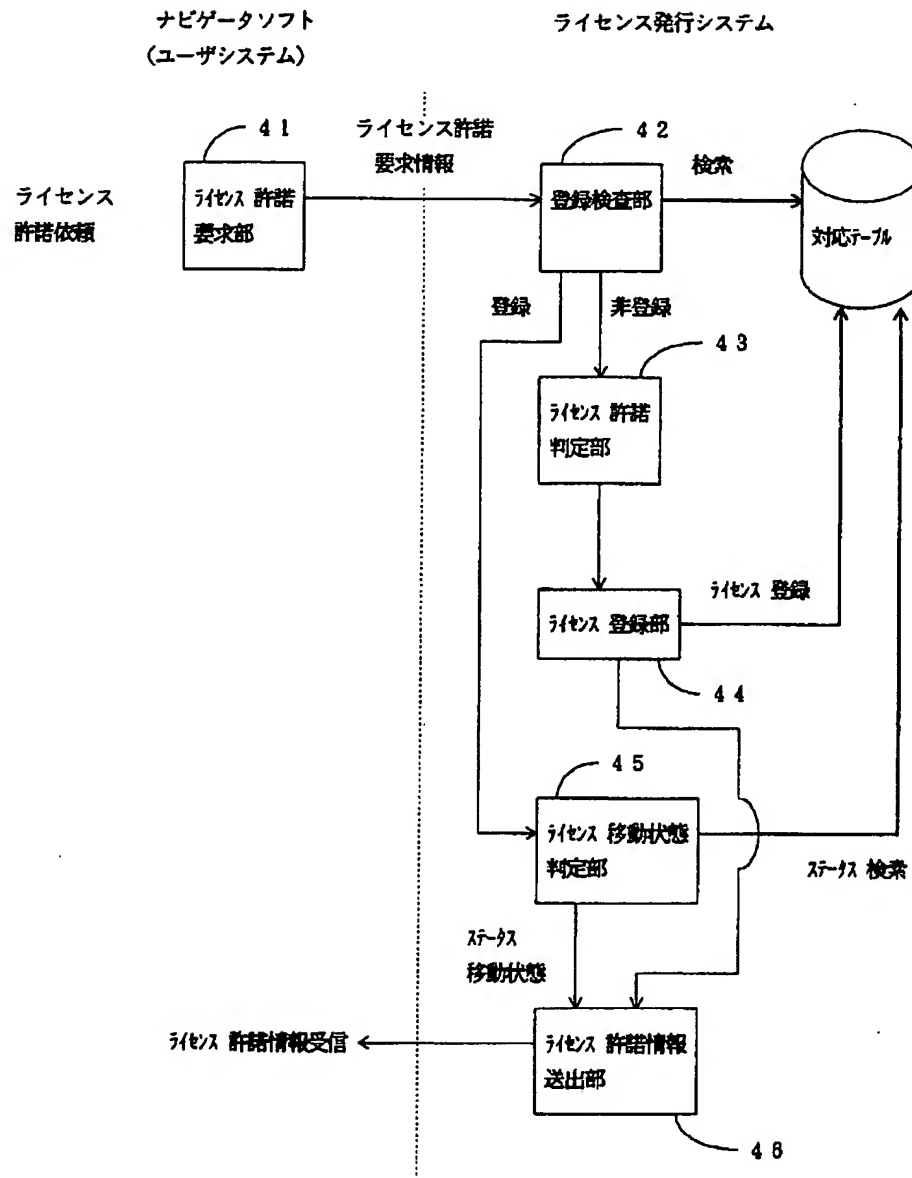 ナビゲータソフト
(ユーザシステム)
ライセンス発行システム
41
ライセンス許諾
要求情報
42
検索
ライセンス
許諾依頼
ライセンス 許諾
要求部
登録検査部
対応テーブル
登録
非登録
43
ライセンス 許諾
判定部
ライセンス 登録部
ライセンス 登録
44
45
ライセンス 移動状態
判定部
ステータス 検索
ステータス
移動状態
ライセンス 許諾情報受信
ライセンス 許諾情報
送出部
46